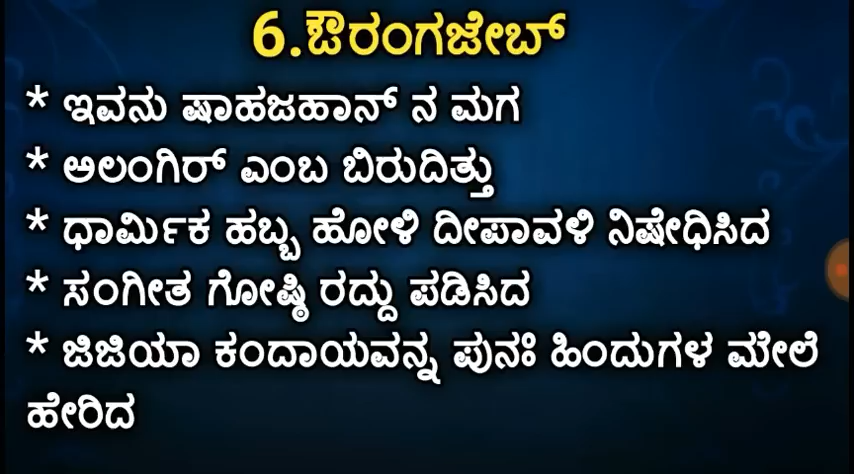 6.ಔರಂಗಜೇಬ್
* ಇವನು ಷಾಹಜಹಾನ್ ನ ಮಗ
* ಅಲಂಗಿರ್ ಎಂಬ ಬಿರುದಿತ್ತು
* ಧಾರ್ಮಿಕ ಹಬ್ಬ ಹೋಳಿ ದೀಪಾವಳಿ ನಿಷೇಧಿಸಿದ
* ಸಂಗೀತ ಗೋಷ್ಠಿ ರದ್ದು ಪಡಿಸಿದ
* ಜಿಜಿಯಾ ಕಂದಾಯವನ್ನ ಪುನಃ ಹಿಂದುಗಳ ಮೇಲೆ
ಹೇರಿದ